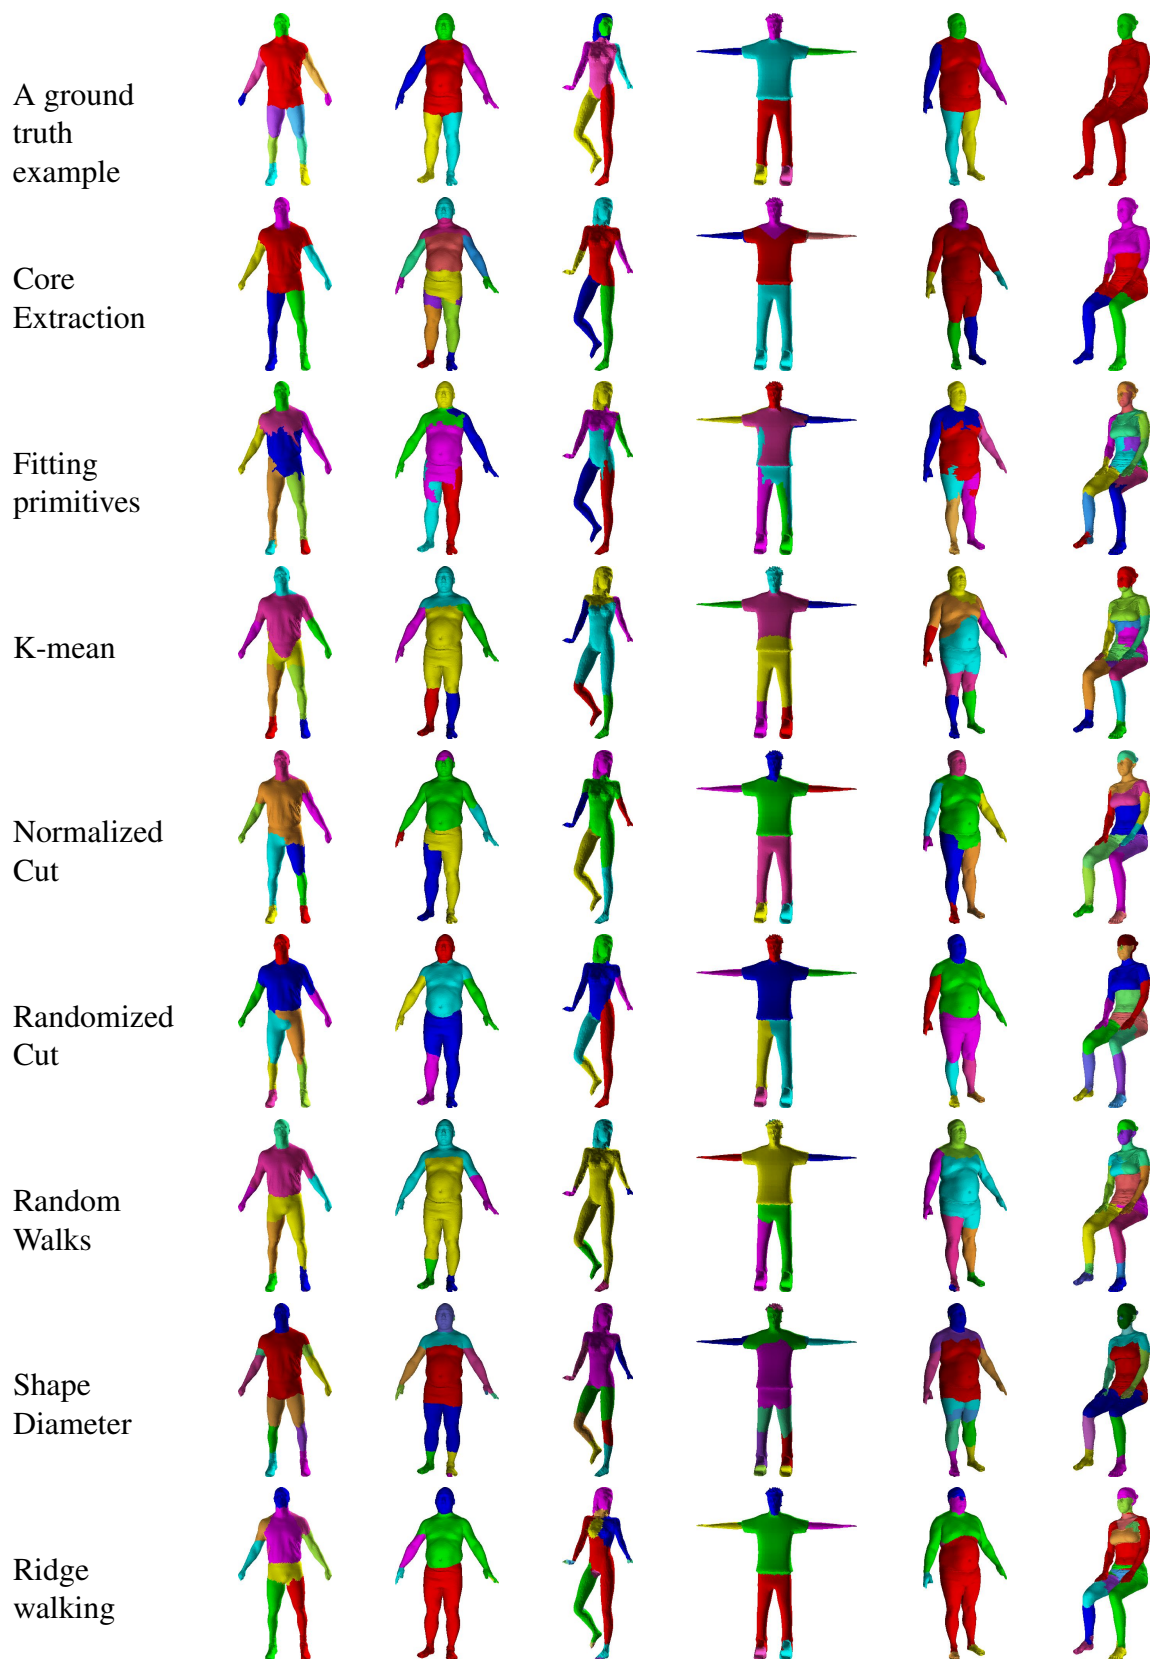 A ground
truth
example
Core
Extraction
Fitting
primitives
K-mean
Normalized
Cut
Randomized
Cut
Random
Walks
Shape
Diameter
Ridge
walking